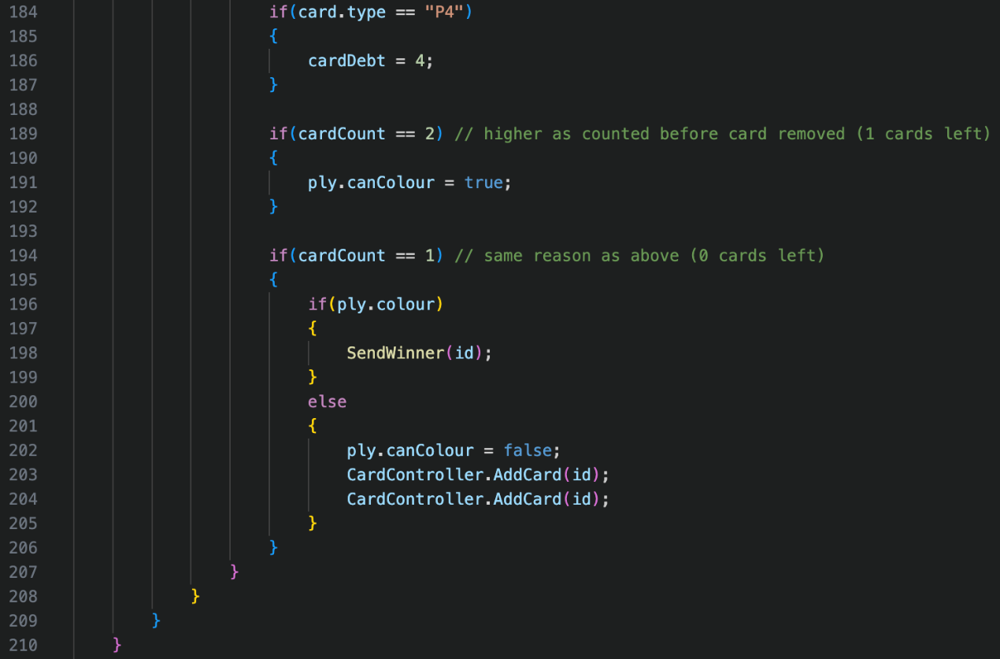 184 if(card.type == "P4")
185 {
186 cardDebt = 4;
187 }
188
189 if(cardCount == 2) // higher as counted before card removed (1 cards left)
190 {
191 ply.canColour = true;
192 }
193
194 if(cardCount == 1) // same reason as above (0 cards left)
195 {
196 if(ply.colour)
197 {
198 SendWinner(id);
199 }
200 else
201 {
202 ply.canColour = false;
203 CardController.AddCard(id);
204 CardController.AddCard(id);
205 }
206 }
207 }
208 }
209 }
210 }